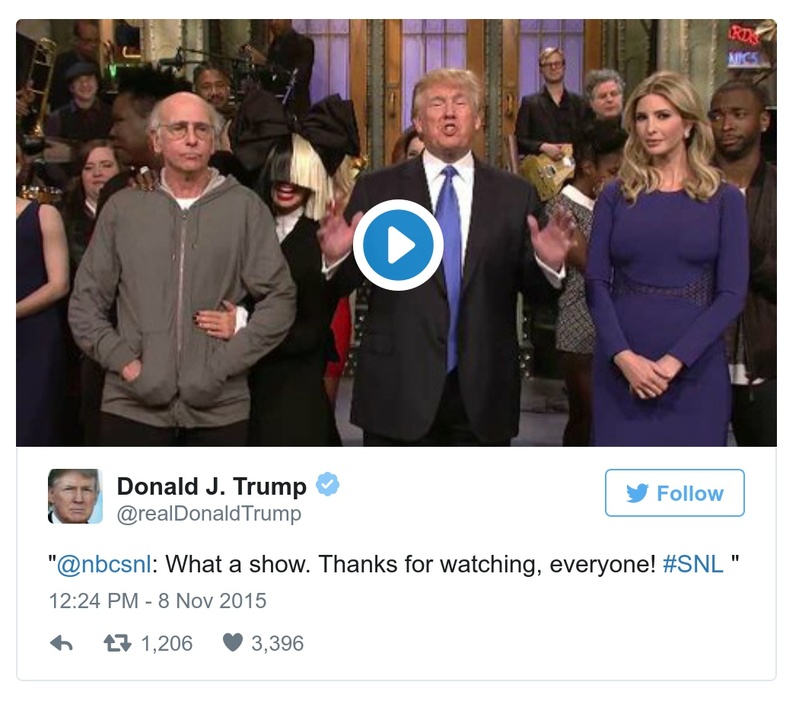 Donald J. Trump
@realDonaldTrump
Follow
"@nbcsnl: What a show. Thanks for watching, everyone! #SNL "
12:24 PM - 8 Nov 2015
1,206 3,396